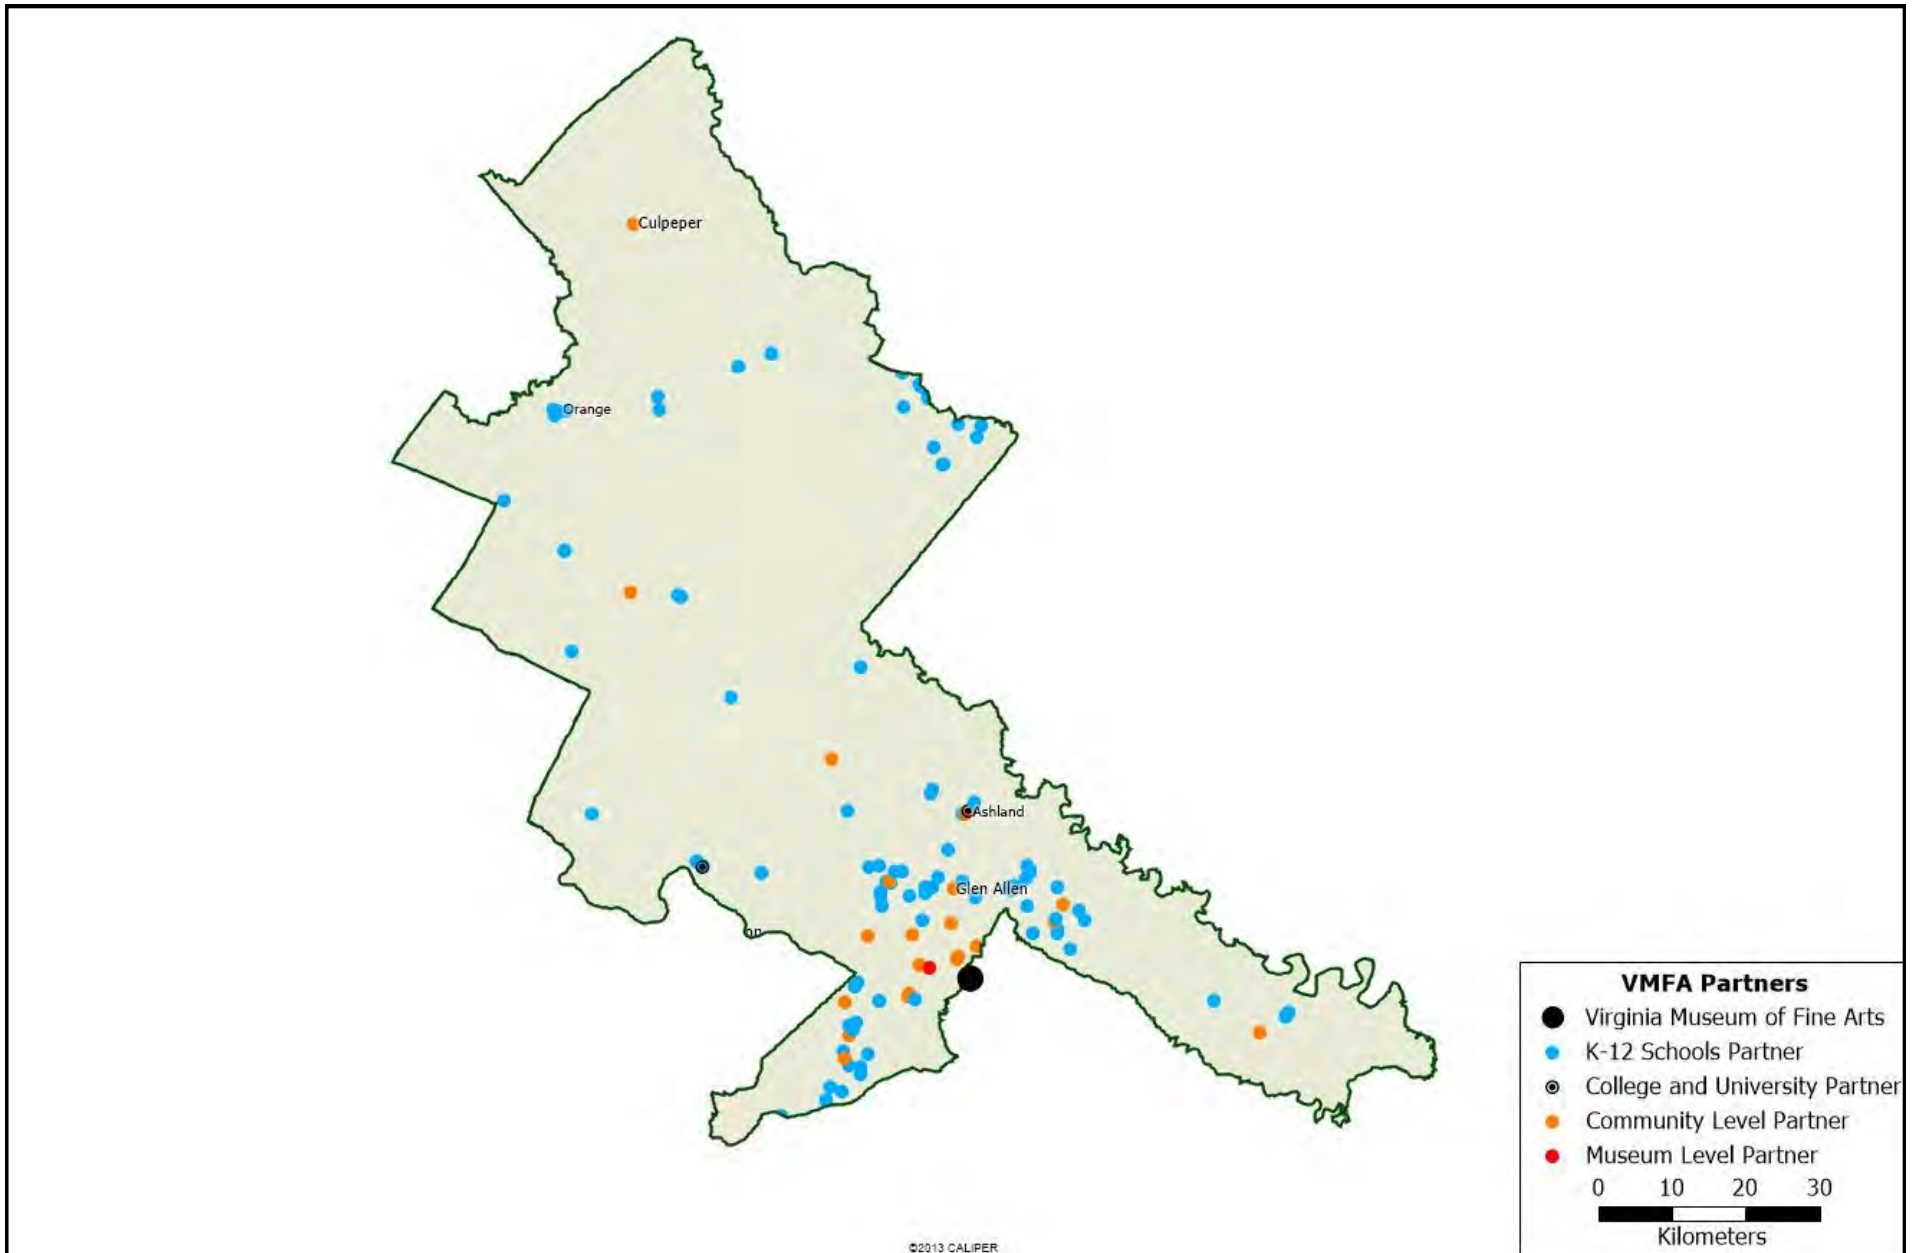 Culpeper
Orange
Ashland
Glen Allen
on
VMFA Partners
Virginia Museum of Fine Arts
K-12 Schools Partner
College and University Partner
Community Level Partner
Museum Level Partner
0 10 20 30
Kilometers
©2013 CALIPER